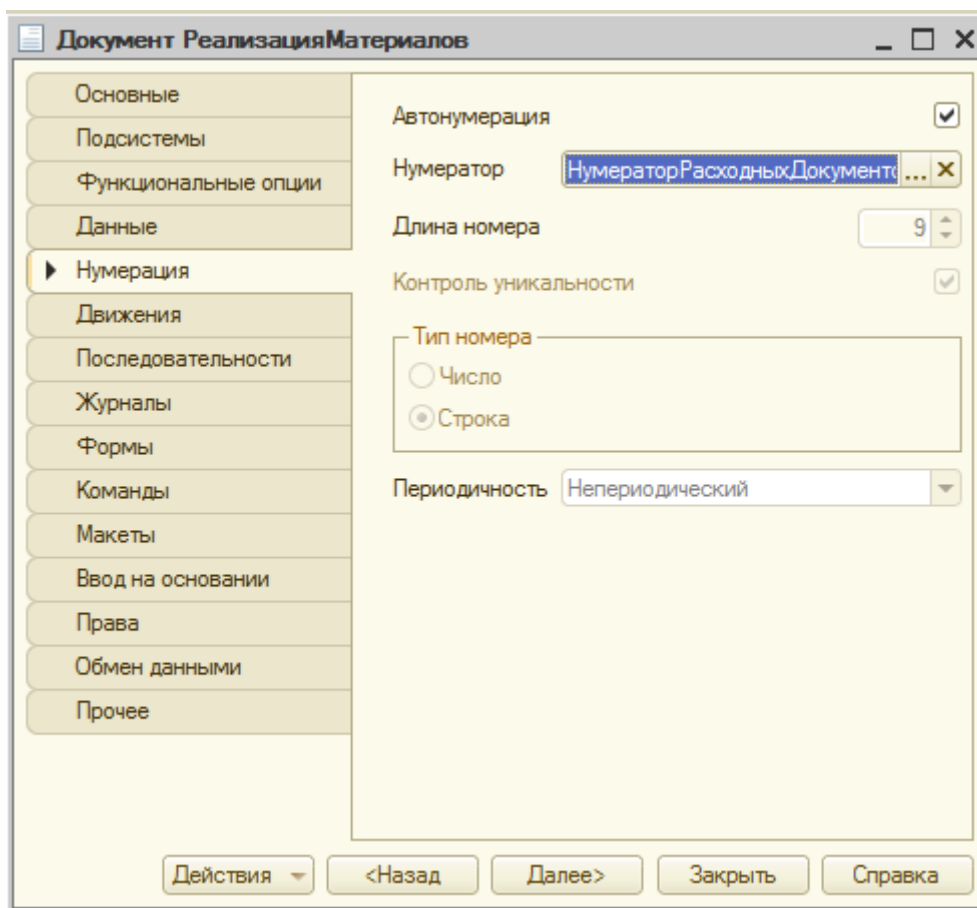 Документ РеализацияМатериалов
Основные
Подсистемы
Функциональные опции
Данные
Нумерация
Движения
Последовательности
Журналы
Формы
Команды
Макеты
Ввод на основании
Права
Обмен данными
Прочее
Автонумерация
Нумератор НумераторРасходныхДокументо ...
Длина номера 9
Контроль уникальности
Тип номера
Число
Строка
Периодичность Непериодический
Действия <Назад Далее> Закрыть Справка